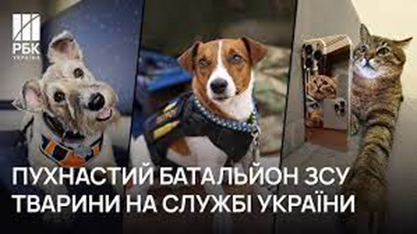 РБК
УКРАЇНА
ПУХНАСТИЙ БАТАЛЬЙОН ЗСУ
ТВАРИНИ НА СЛУЖБІ УКРАЇНИ